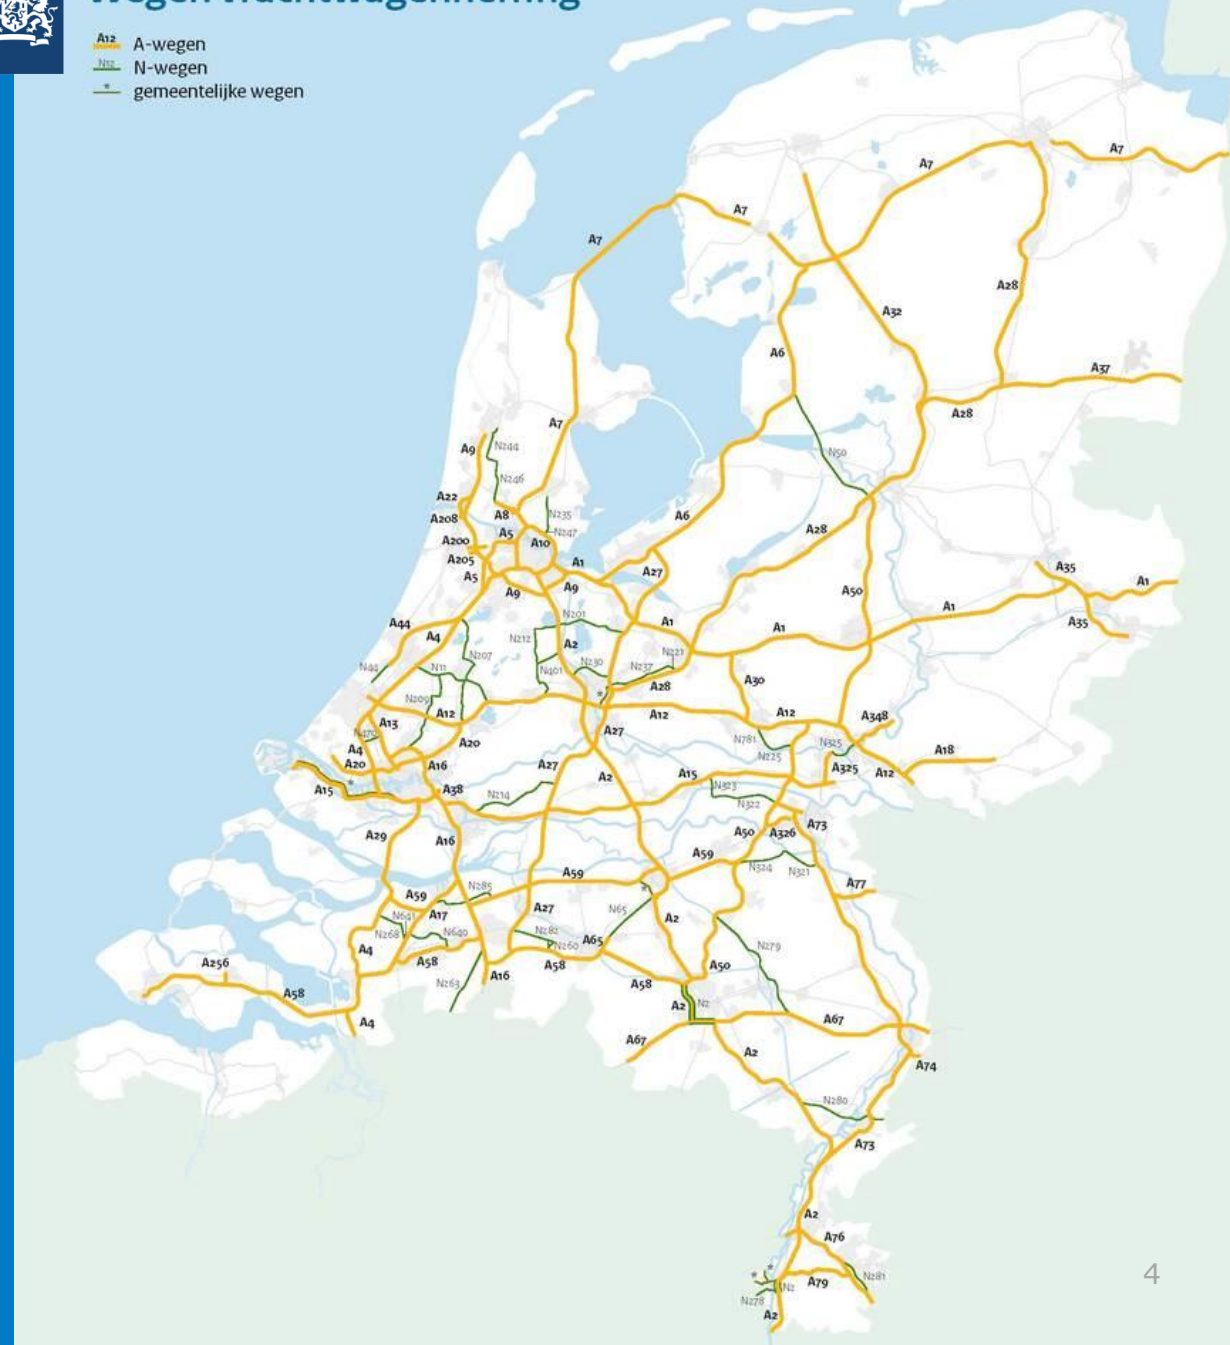 Wegen vrachtwagenheffing
A12 A-wegen
N12 N-wegen
* gemeentelijke wegen
A7
A7
A7
A7
A28
A32
A6
A37
A28
A7
A9
N244
N50
N246
A22
A208
A8
N235
A6
A28
A200
A5
A10
N247
A205
A1
A27
A35
A5
A9
A9
A50
A1
A1
A35
N201
A44
A4
N212
A2
A1
A1
N207
N221
N44
N11
N401
N230
N237
A28
A30
N209
A12
A12
A12
A348
A13
N470
A27
N781
N325
A4
A20
A20
A18
N225
A16
A27
A2
A15
A325
A12
*
*
A15
A38
N214
N323
N322
A29
A16
A50
A326
A73
A59
N324
N321
A59
A77
*
N285
A59
A17
A27
N65
A2
N641
N268
N640
N282
N260
A65
N279
A4
A58
A58
A50
A256
N263
A16
A58
A58
A2
N2
A4
A67
A67
A2
A74
N280
A73
A2
A76
*
*
N281
N2
A79
N278
A2
4